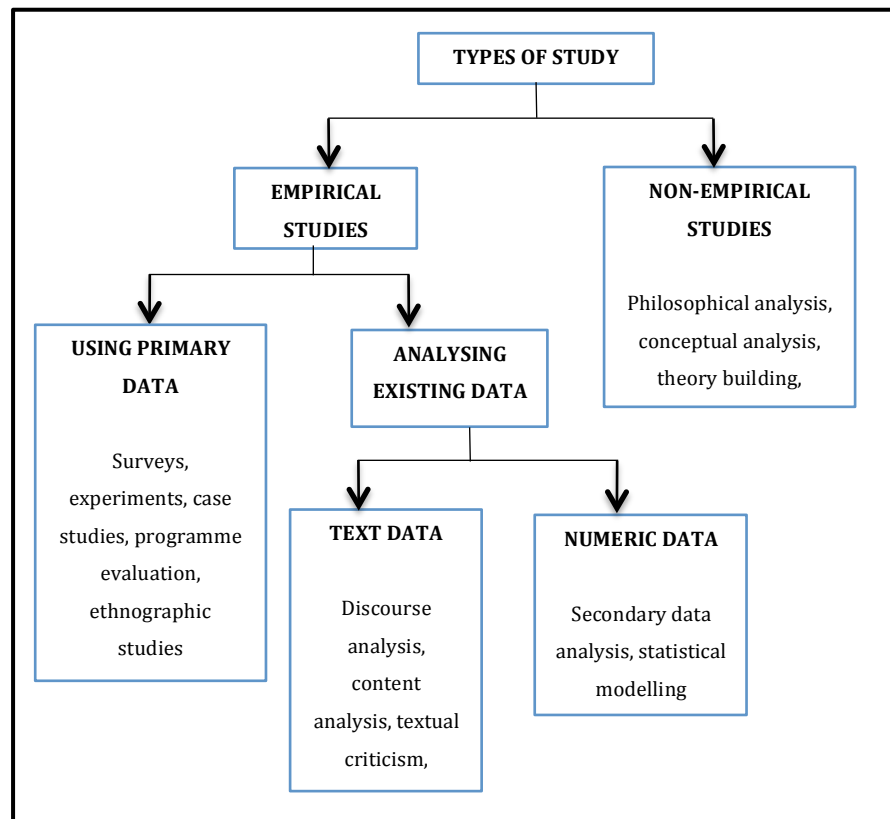 TYPES OF STUDY
EMPIRICAL
STUDIES
NON-EMPIRICAL
STUDIES
Philosophical analysis,
conceptual analysis,
theory building,
USING PRIMARY
DATA
Surveys,
experiments, case
studies, programme
evaluation,
ethnographic
studies
ANALYSING
EXISTING DATA
TEXT DATA
Discourse
analysis,
content
analysis, textual
criticism,
NUMERIC DATA
Secondary data
analysis, statistical
modelling